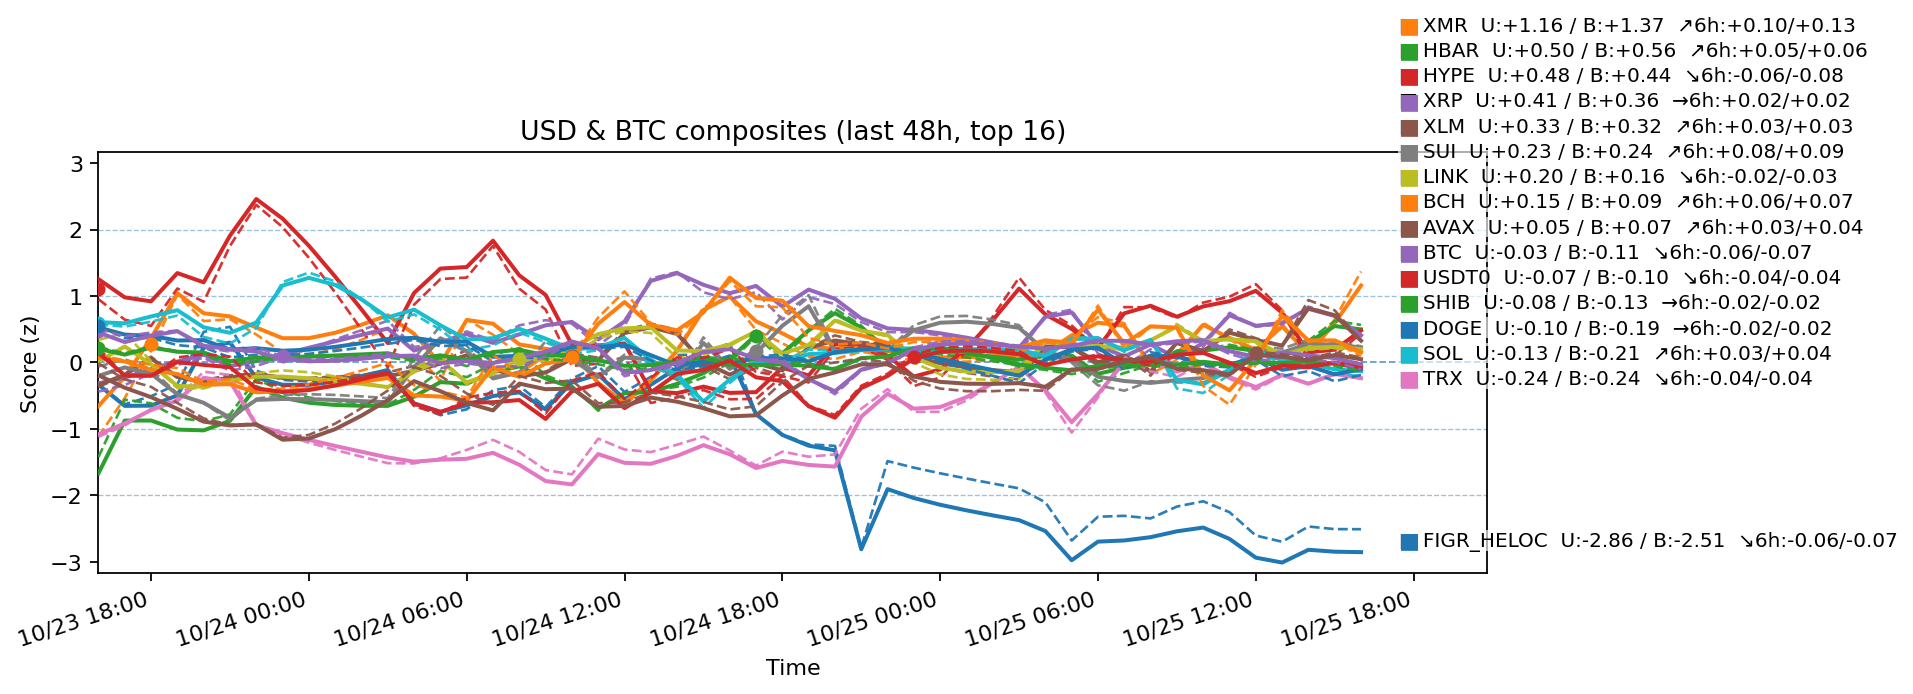 XMR U:+1.16 / B:+1.37 ↗6h:+0.10/+0.13
HBAR U:+0.50 / B:+0.56 ↗6h:+0.05/+0.06
HYPE U:+0.48 / B:+0.44 ↘6h:-0.06/-0.08
XRP U:+0.41 / B:+0.36 →6h:+0.02/+0.02
XLM U:+0.33 / B:+0.32 ↗6h:+0.03/+0.03
SUI U:+0.23 / B:+0.24 ↗6h:+0.08/+0.09
LINK U:+0.20 / B:+0.16 ↘6h:-0.02/-0.03
BCH U:+0.15 / B:+0.09 ↗6h:+0.06/+0.07
AVAX U:+0.05 / B:+0.07 ↗6h:+0.03/+0.04
BTC U:-0.03 / B:-0.11 ↘6h:-0.06/-0.07
USDT0 U:-0.07 / B:-0.10 ↘6h:-0.04/-0.04
SHIB U:-0.08 / B:-0.13 →6h:-0.02/-0.02
DOGE U:-0.10 / B:-0.19 →6h:-0.02/-0.02
SOL U:-0.13 / B:-0.21 ↗6h:+0.03/+0.04
TRX U:-0.24 / B:-0.24 ↘6h:-0.04/-0.04
FIGR_HELOC U:-2.86 / B:-2.51 ↘6h:-0.06/-0.07
USD & BTC composites (last 48h, top 16)
Score (z)
3
2
1
0
−1
−2
−3
10/23 18:00
10/24 00:00
10/24 06:00
10/24 12:00
10/24 18:00
10/25 00:00
10/25 06:00
10/25 12:00
10/25 18:00
Time